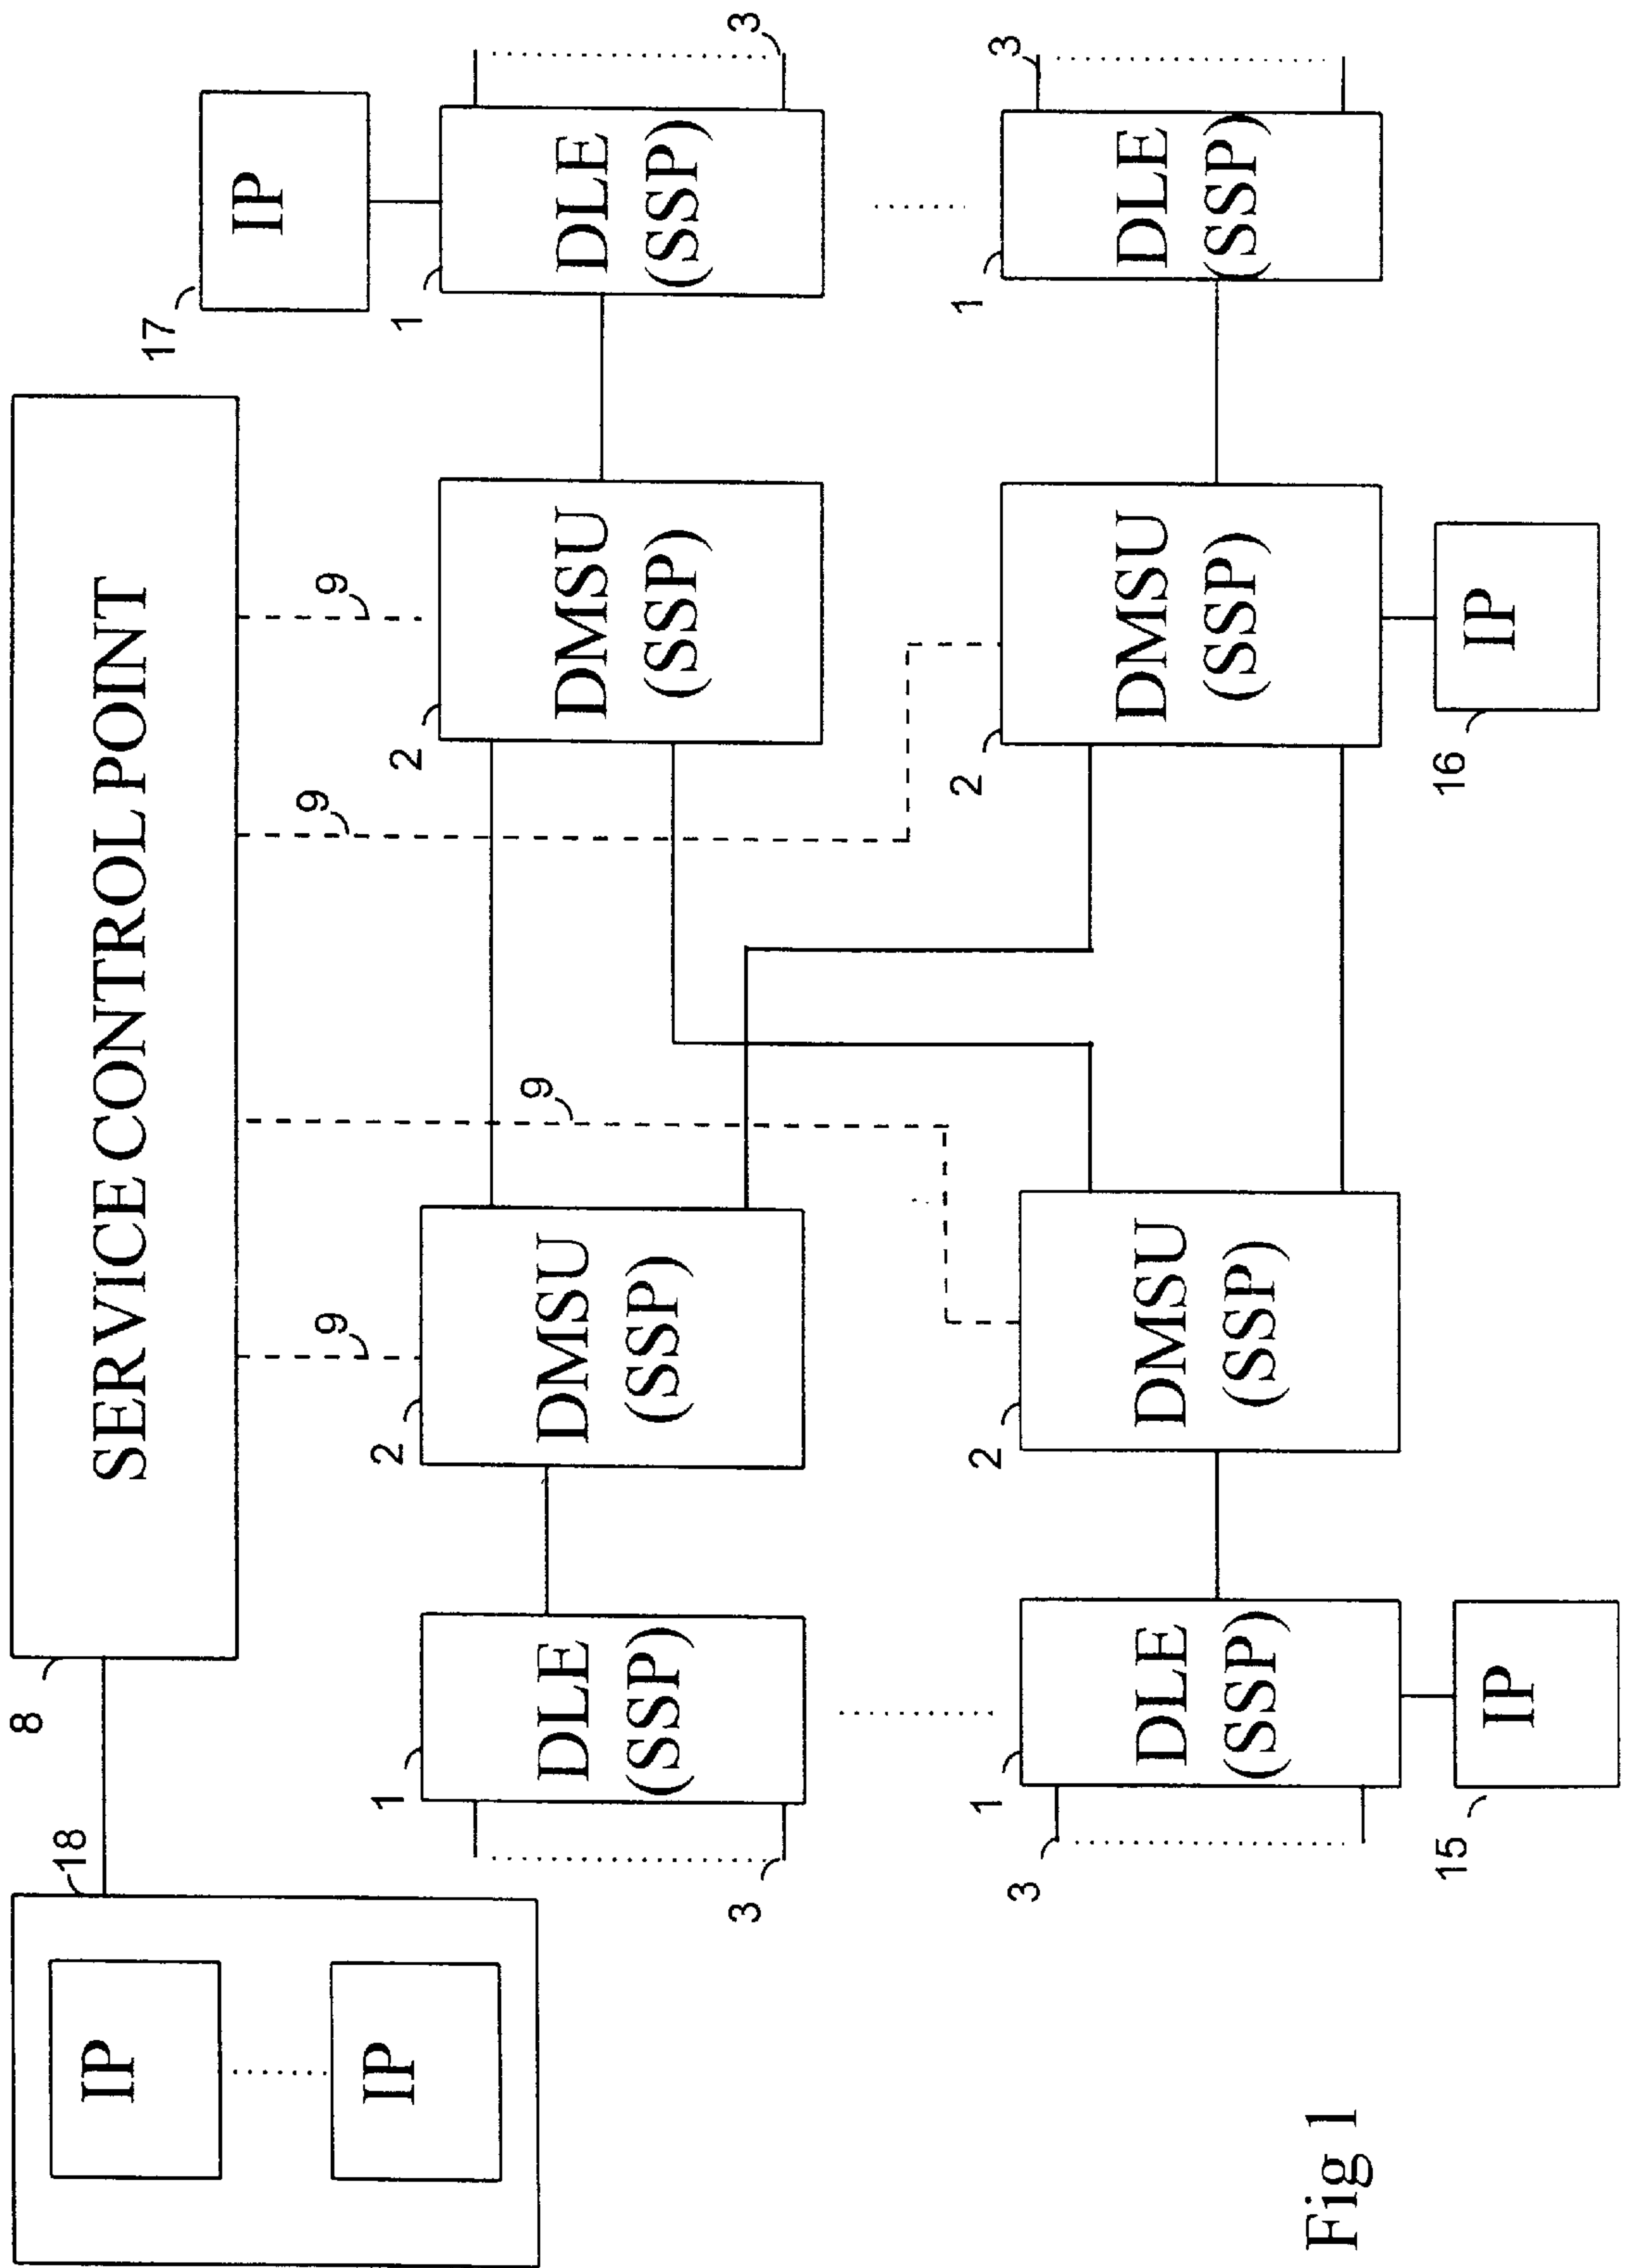 8
18
IP
SERVICE CONTROL POINT
17
IP
9
9
9
IP
1
2
2
1
9
DLE
(SSP)
DMSU
(SSP)
DMSU
(SSP)
DLE
(SSP)
3
3
3
1
2
2
1
3
DLE
(SSP)
DMSU
(SSP)
DMSU
(SSP)
DLE
(SSP)
15
IP
16
IP
Fig 1